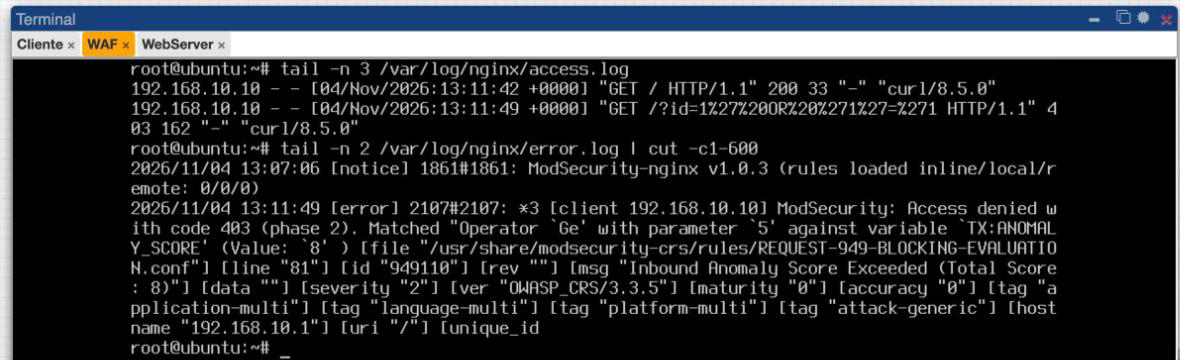 Terminal
Cliente × WAF × WebServer ×
root@ubuntu:~# tail -n 3 /var/log/nginx/access.log
192.168.10.10 - - [04/Nov/2026:13:11:42 +0000] "GET / HTTP/1.1" 200 33 "-" "curl/8.5.0"
192.168.10.10 - - [04/Nov/2026:13:11:49 +0000] "GET /?id=1%27%20OR%20%271%27=%271 HTTP/1.1" 4
03 162 "-" "curl/8.5.0"
root@ubuntu:~# tail -n 2 /var/log/nginx/error.log | cut -c1-600
2026/11/04 13:07:06 [notice] 1861#1861: ModSecurity-nginx v1.0.3 (rules loaded inline/local/r
emote: 0/0/0)
2026/11/04 13:11:49 [error] 2107#2107: *3 [client 192.168.10.10] ModSecurity: Access denied w
ith code 403 (phase 2). Matched "Operator `Ge' with parameter `5' against variable `TX:ANOMAL
Y_SCORE' (Value: `8' ) [file "/usr/share/modsecurity-crs/rules/REQUEST-949-BLOCKING-EVALUATIO
N.conf"] [line "81"] [id "949110"] [rev ""] [msg "Inbound Anomaly Score Exceeded (Total Score
: 8)"] [data ""] [severity "2"] [ver "OWASP_CRS/3.3.5"] [maturity "0"] [accuracy "0"] [tag "a
pplication-multi"] [tag "language-multi"] [tag "platform-multi"] [tag "attack-generic"] [host
name "192.168.10.1"] [uri "/"] [unique_id
root@ubuntu:~# _